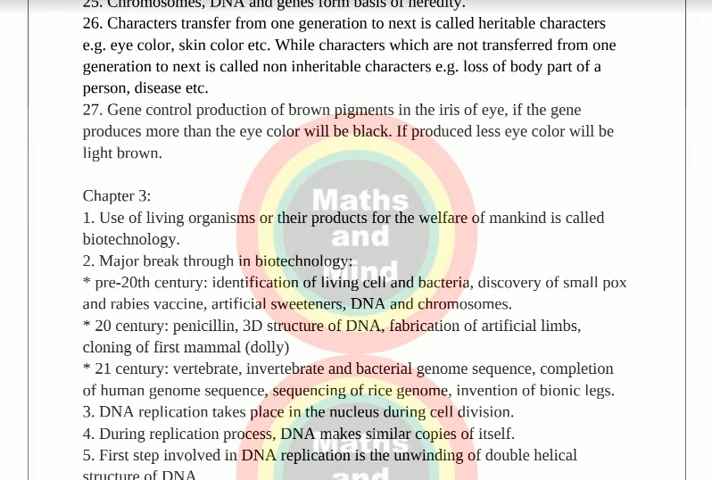 25. Chromosomes, DNA and genes form basis of heredity.
26. Characters transfer from one generation to next is called heritable characters
e.g. eye color, skin color etc. While characters which are not transferred from one
generation to next is called non inheritable characters e.g. loss of body part of a
person, disease etc.
27. Gene control production of brown pigments in the iris of eye, if the gene
produces more than the eye color will be black. If produced less eye color will be
light brown.
Chapter 3:
1. Use of living organisms or their products for the welfare of mankind is called
biotechnology.
2. Major break through in biotechnology:
* pre-20th century: identification of living cell and bacteria, discovery of small pox
and rabies vaccine, artificial sweeteners, DNA and chromosomes.
* 20 century: penicillin, 3D structure of DNA, fabrication of artificial limbs,
cloning of first mammal (dolly)
* 21 century: vertebrate, invertebrate and bacterial genome sequence, completion
of human genome sequence, sequencing of rice genome, invention of bionic legs.
3. DNA replication takes place in the nucleus during cell division.
4. During replication process, DNA makes similar copies of itself.
5. First step involved in DNA replication is the unwinding of double helical
structure of DNA
Maths
and
Mind
Maths
and